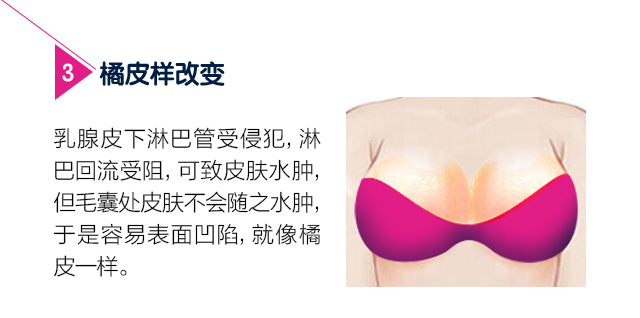 3 橘皮样改变
乳腺皮下淋巴管受侵犯，淋
巴回流受阻，可致皮肤水肿，
但毛囊处皮肤不会随之水肿，
于是容易表面凹陷，就像橘
皮一样。